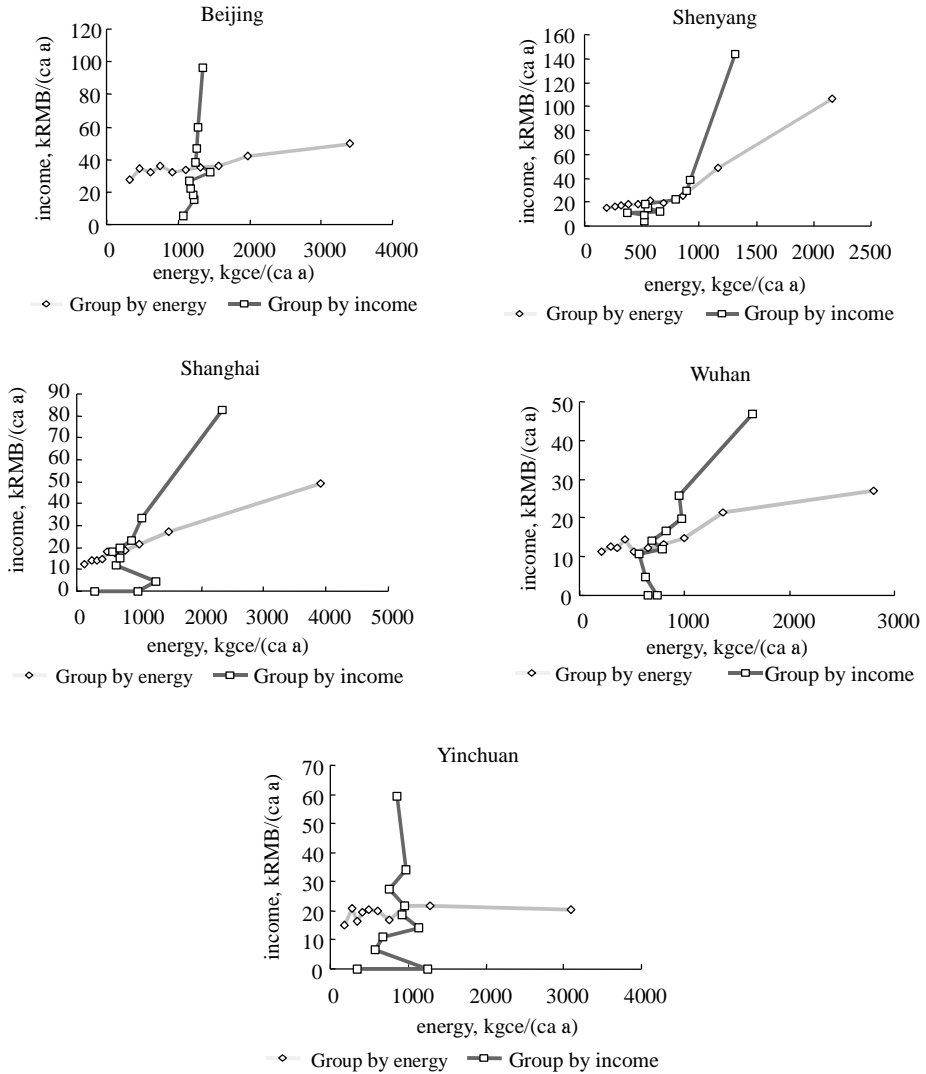 Beijing
income, kRMB/(ca a)
120
100
80
60
40
20
0
0 1000 2000 3000 4000
energy, kgce/(ca a)
Group by energy Group by income
Shenyang
income, kRMB/(ca a)
160
140
120
100
80
60
40
20
0
0 500 1000 1500 2000 2500
energy, kgce/(ca a)
Group by energy Group by income
Shanghai
income, kRMB/(ca a)
90
80
70
60
50
40
30
20
10
0
0 1000 2000 3000 4000 5000
energy, kgce/(ca a)
Group by energy Group by income
Wuhan
income, kRMB/(ca a)
50
40
30
20
10
0
0 1000 2000 3000
energy, kgce/(ca a)
Group by energy Group by income
Yinchuan
income, kRMB/(ca a)
70
60
50
40
30
20
10
0
0 1000 2000 3000 4000
energy, kgce/(ca a)
Group by energy Group by income